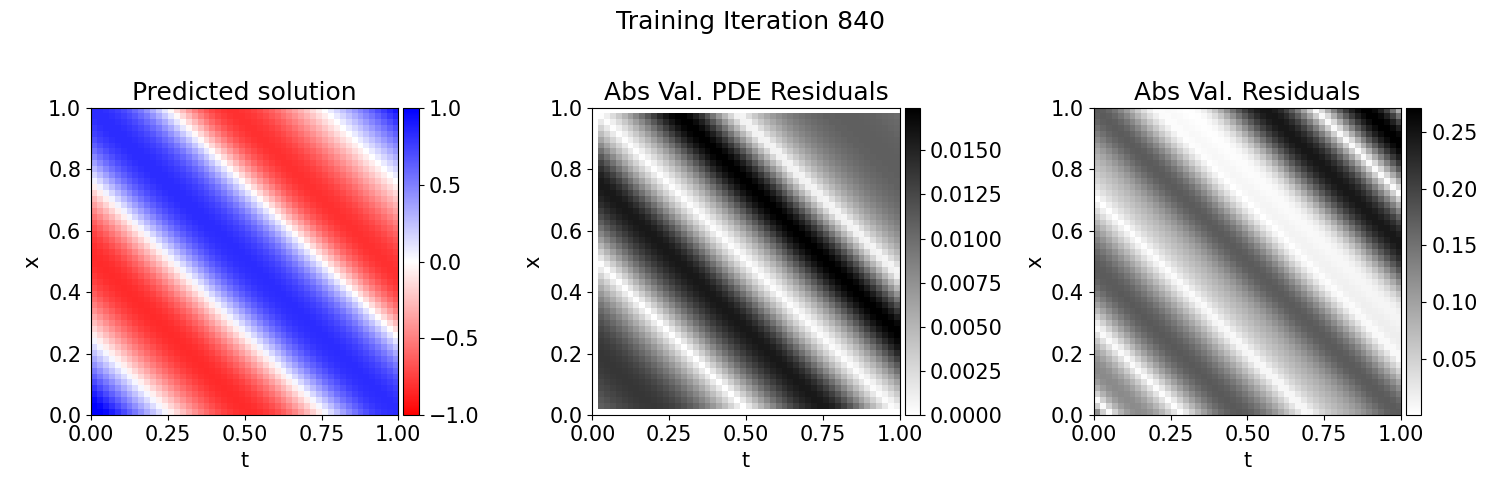 Training Iteration 840
Predicted solution
1.0
0.8
0.6
0.4
0.2
0.0
x
0.00 0.25 0.50 0.75 1.00
t
1.0
0.5
0.0
−0.5
−1.0
Abs Val. PDE Residuals
1.0
0.8
0.6
0.4
0.2
0.0
x
0.00 0.25 0.50 0.75 1.00
t
0.0150
0.0125
0.0100
0.0075
0.0050
0.0025
0.0000
Abs Val. Residuals
1.0
0.8
0.6
0.4
0.2
0.0
x
0.00 0.25 0.50 0.75 1.00
t
0.25
0.20
0.15
0.10
0.05